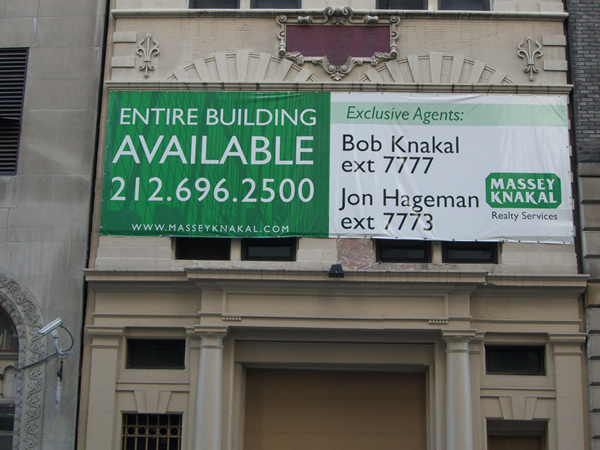 ENTIRE BUILDING
AVAILABLE
212.696.2500
WWW.MASSEYKNAKAL.COM
Exclusive Agents:
Bob Knakal
ext 7777
Jon Hageman
ext 7773
MASSEY
KNAKAL
Realty Services